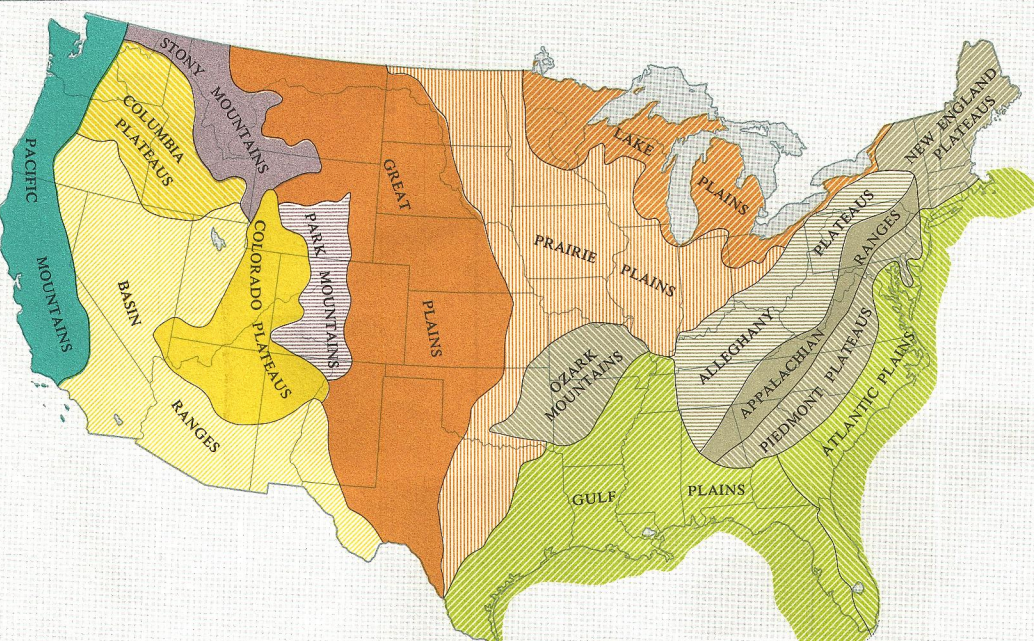 STONY
MOUNTAINS
COLUMBIA
PLATEAUS
PACIFIC
MOUNTAINS
BASIN
RANGES
COLORADO PLATEAUS
PARK MOUNTAINS
GREAT
PLAINS
PRAIRIE PLAINS
LAKE
PLAINS
OZARK
MOUNTAINS
GULF PLAINS
NEW ENGLAND
PLATEAUS
ALLEGHANY PLATEAUS
APPALACHIAN RANGES
PIEDMONT PLATEAUS
ATLANTIC PLAINS